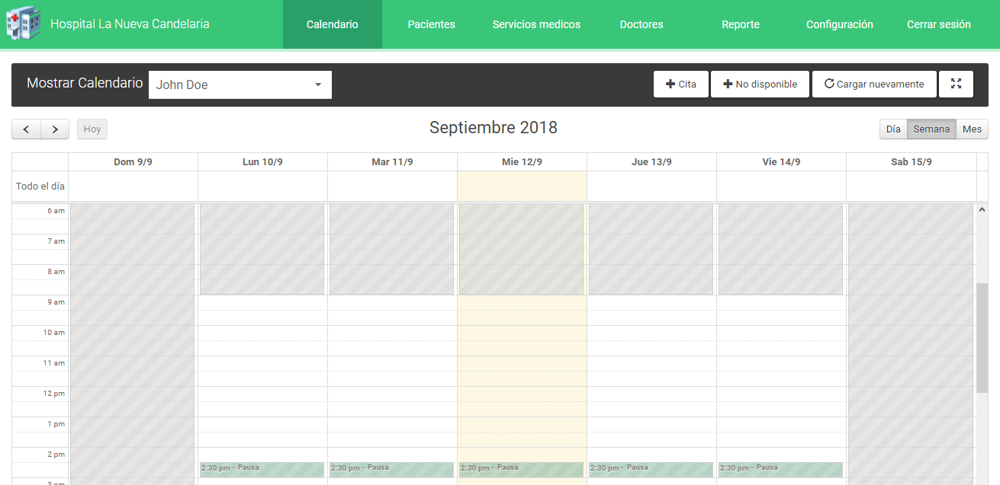 Hospital La Nueva Candelaria
Calendario
Pacientes
Servicios medicos
Doctores
Reporte
Configuración
Cerrar sesión
Mostrar Calendario
John Doe
Cita
No disponible
Cargar nuevamente
Hoy
Septiembre 2018
Día
Semana
Mes
Dom 9/9
Lun 10/9
Mar 11/9
Mie 12/9
Jue 13/9
Vie 14/9
Sab 15/9
Todo el día
6 am
7 am
8 am
9 am
10 am
11 am
12 pm
1 pm
2 pm
2:30 pm - Pausa
2:30 pm - Pausa
2:30 pm - Pausa
2:30 pm - Pausa
2:30 pm - Pausa
3 pm